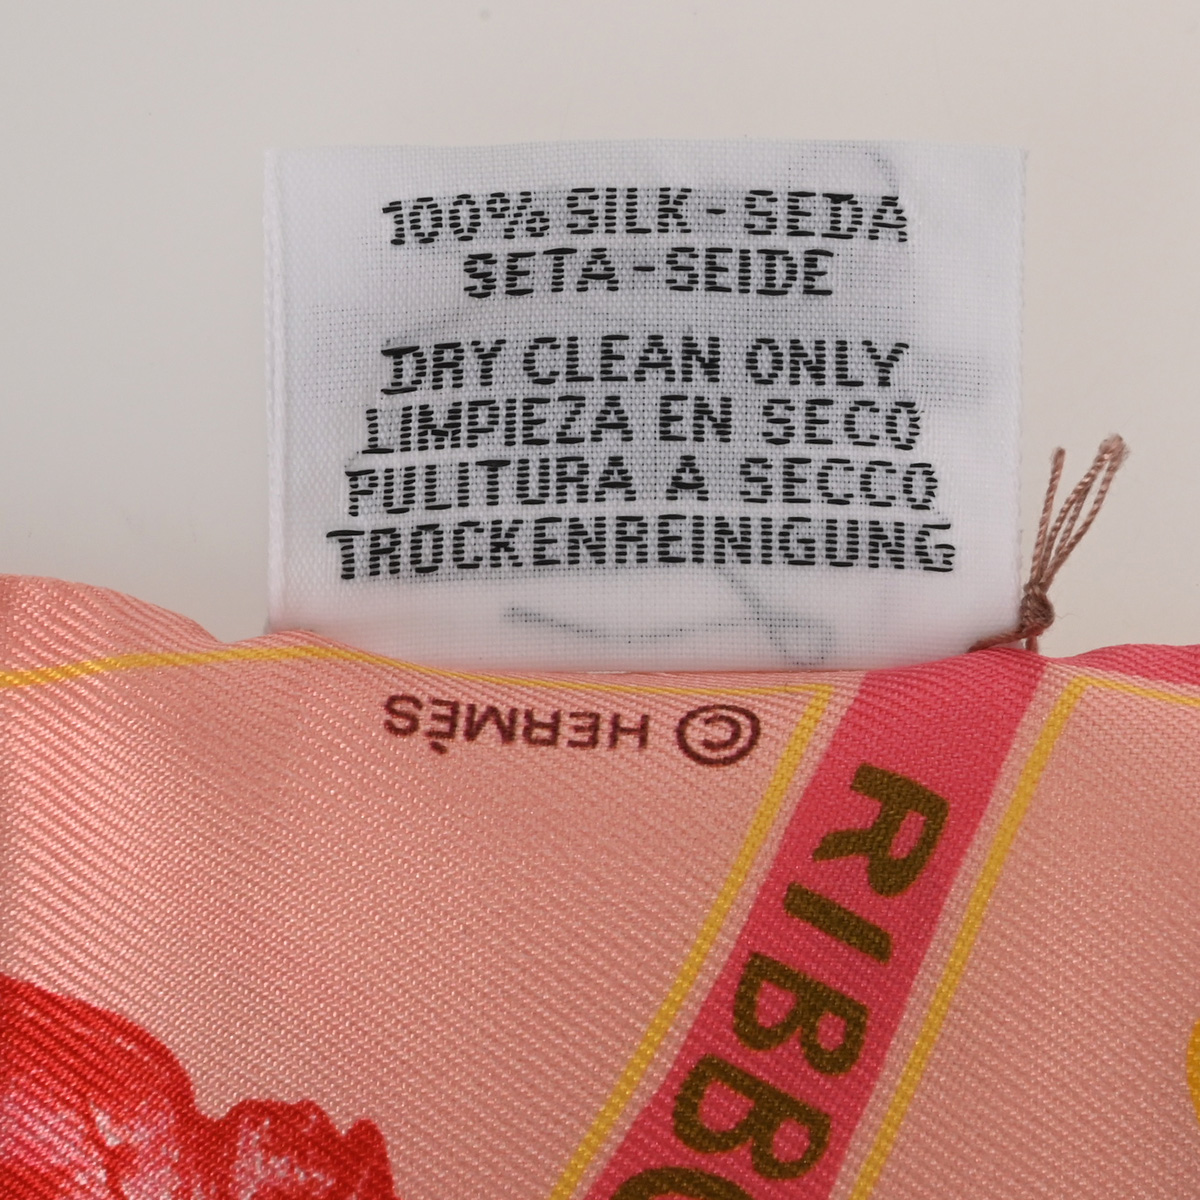 100% SILK - SEDA
SETA - SEIDE
DRY CLEAN ONLY
LIMPIEZA EN SECO
PULITURA A SECCO
TROCKENREINIGUNG
© HERMÈS
RIBBO